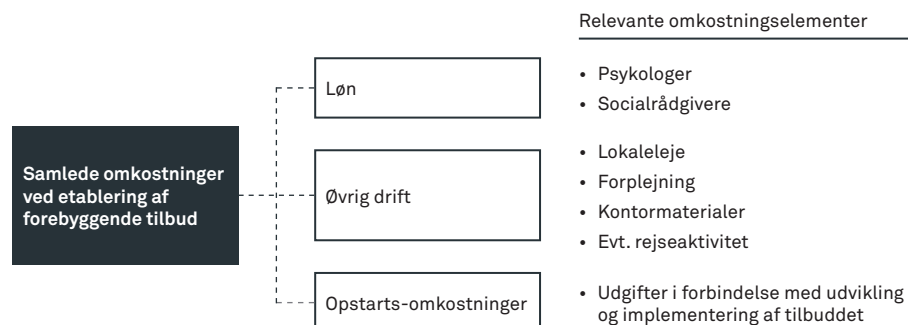 Relevante omkostningselementer
Løn
• Psykologer
• Socialrådgivere
Samlede omkostninger
ved etablering af
forebyggende tilbud
Øvrig drift
• Lokaleleje
• Forplejning
• Kontormaterialer
• Evt. rejseaktivitet
Opstarts-omkostninger
• Udgifter i forbindelse med udvikling
og implementering af tilbuddet